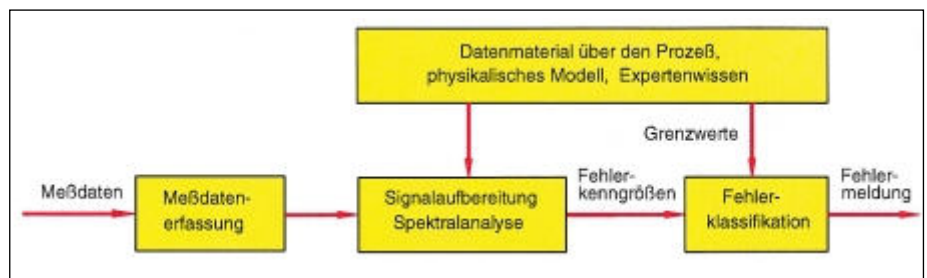 Datenmaterial über den Prozeß,
physikalisches Modell, Expertenwissen
Grenzwerte
Meßdaten
Meßdaten-
erfassung
Signalaufbereitung
Spektralanalyse
Fehler-
kenngrößen
Fehler-
klassifikation
Fehler-
meldung